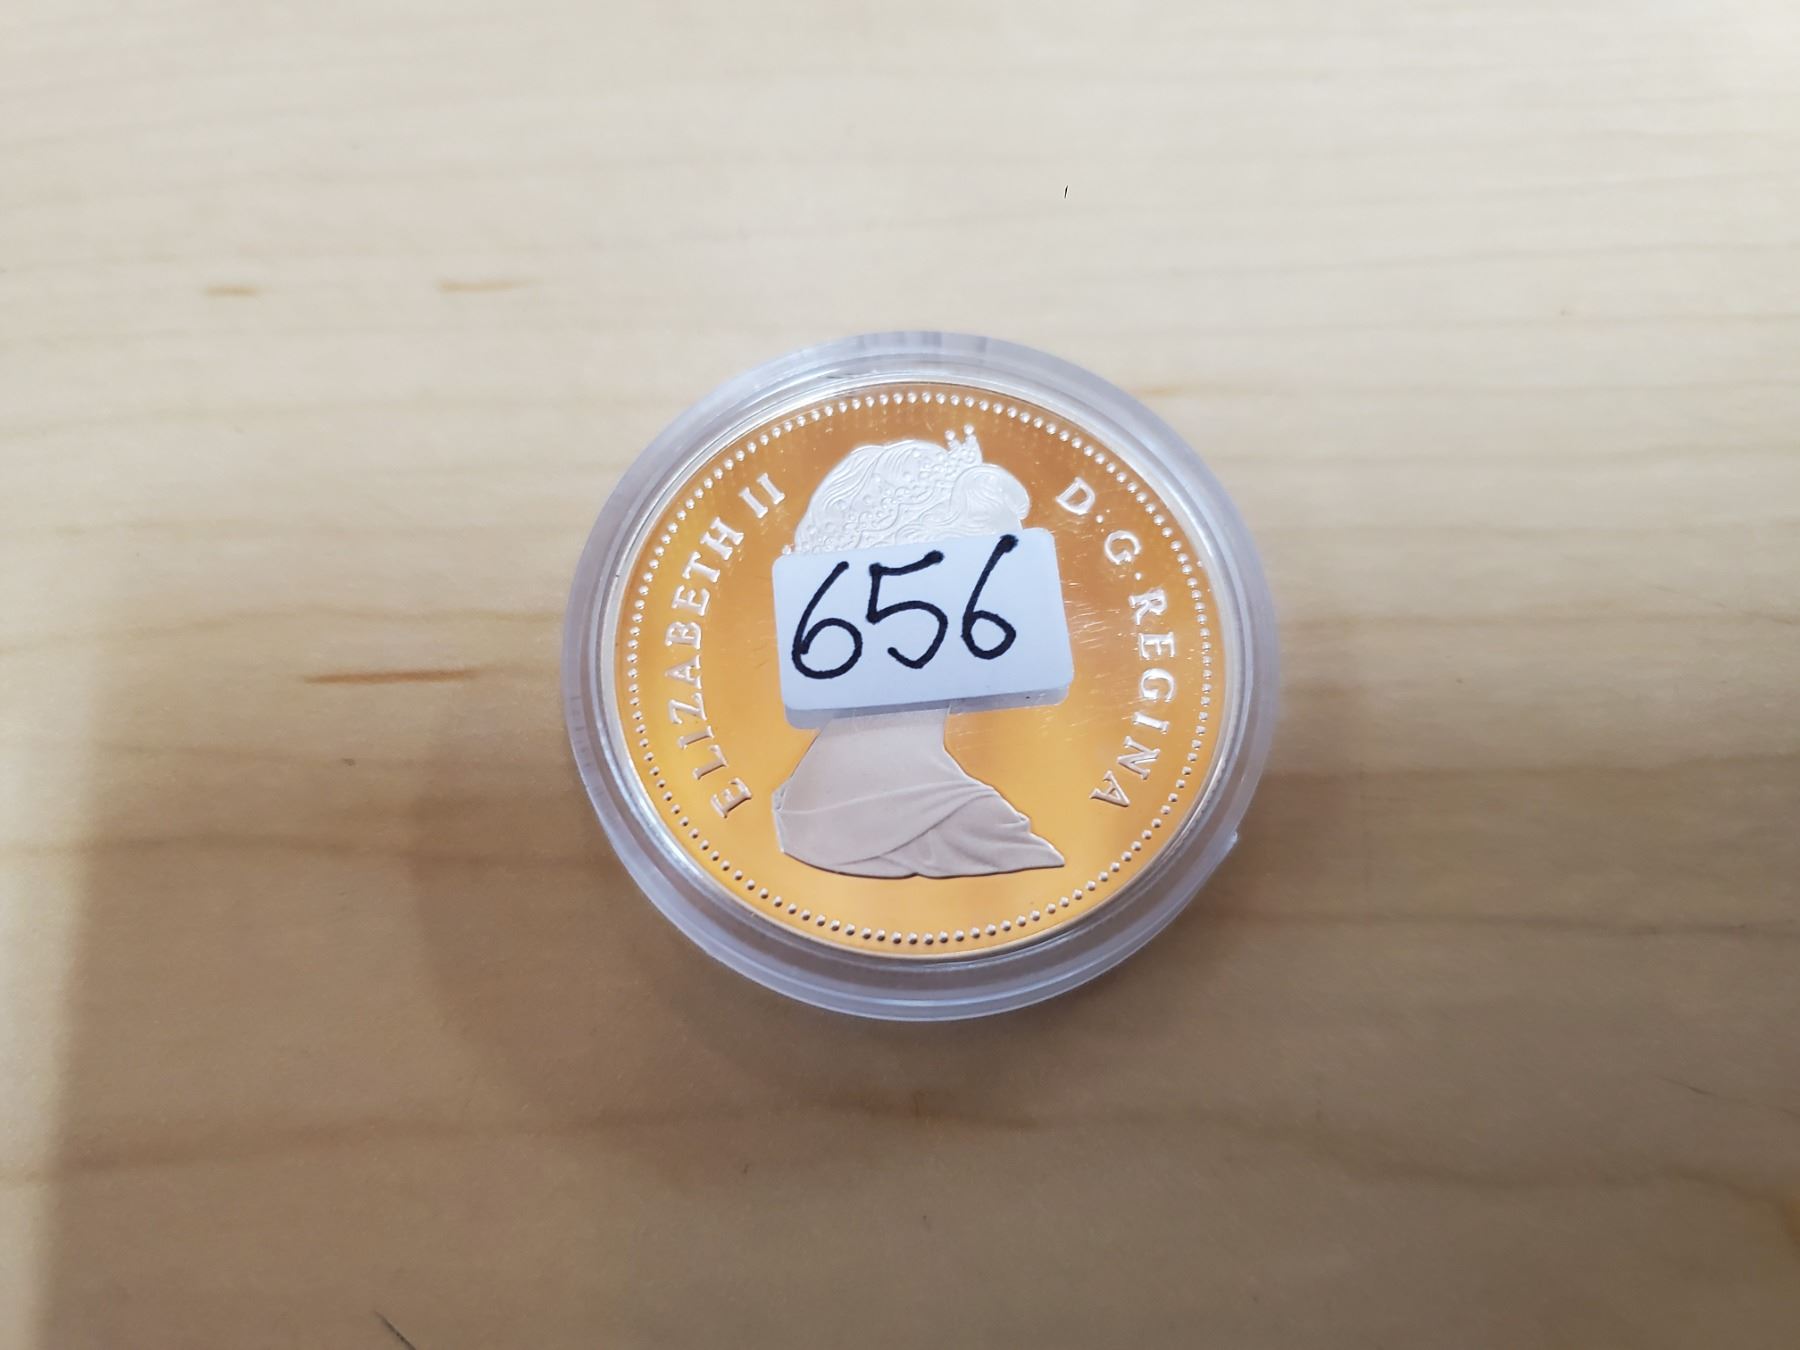 ELIZABETH II
D.G. REGINA
656